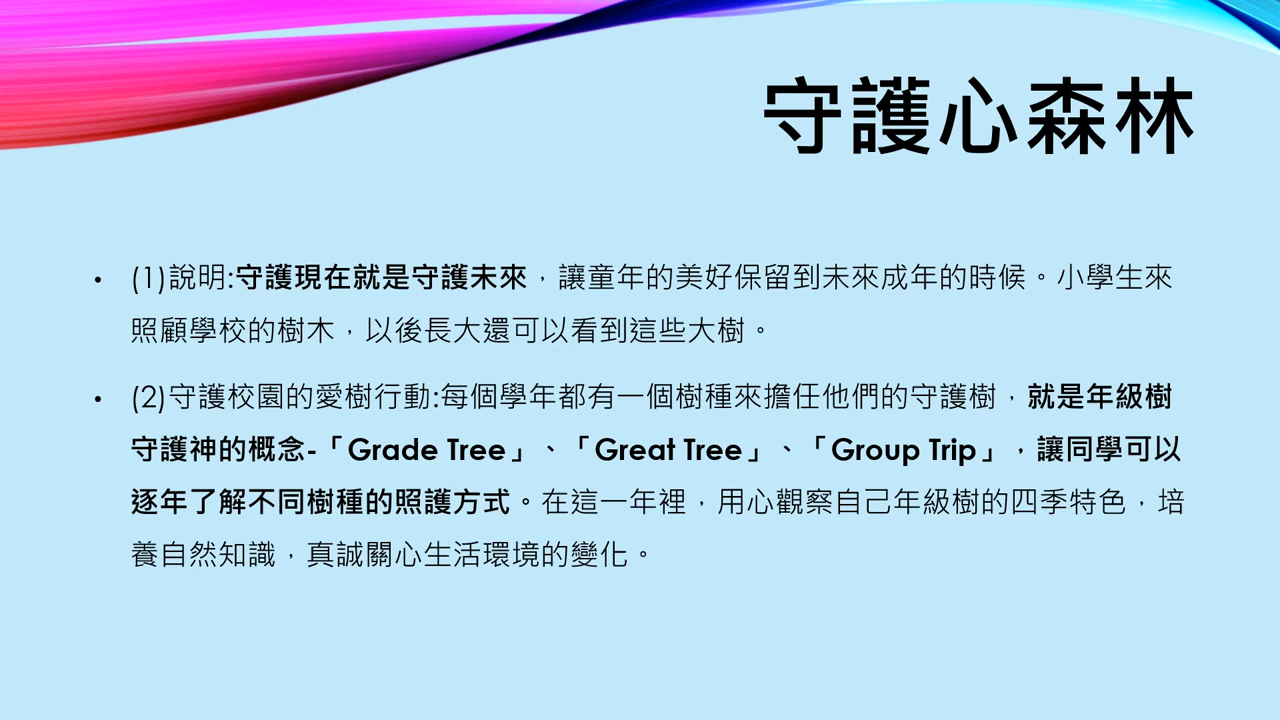 守護心森林
• (1)說明:守護現在就是守護未來，讓童年的美好保留到未來成年的時候。小學生來
照顧學校的樹木，以後長大還可以看到這些大樹。
• (2)守護校園的愛樹行動:每個學年都有一個樹種來擔任他們的守護樹，就是年級樹
守護神的概念-「Grade Tree」、「Great Tree」、「Group Trip」，讓同學可以
逐年了解不同樹種的照護方式。在這一年裡，用心觀察自己年級樹的四季特色，培
養自然知識，真誠關心生活環境的變化。